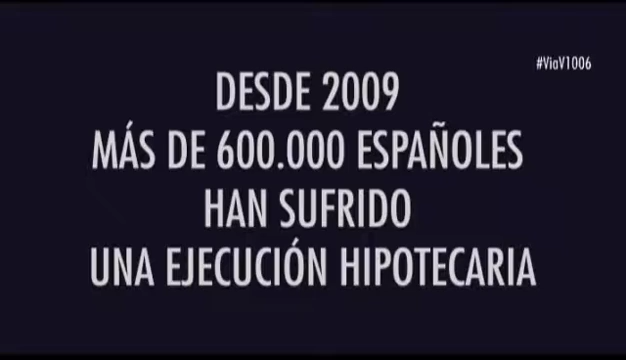 #ViaV1006
DESDE 2009
MÁS DE 600.000 ESPAÑOLES
HAN SUFRIDO
UNA EJECUCIÓN HIPOTECARIA